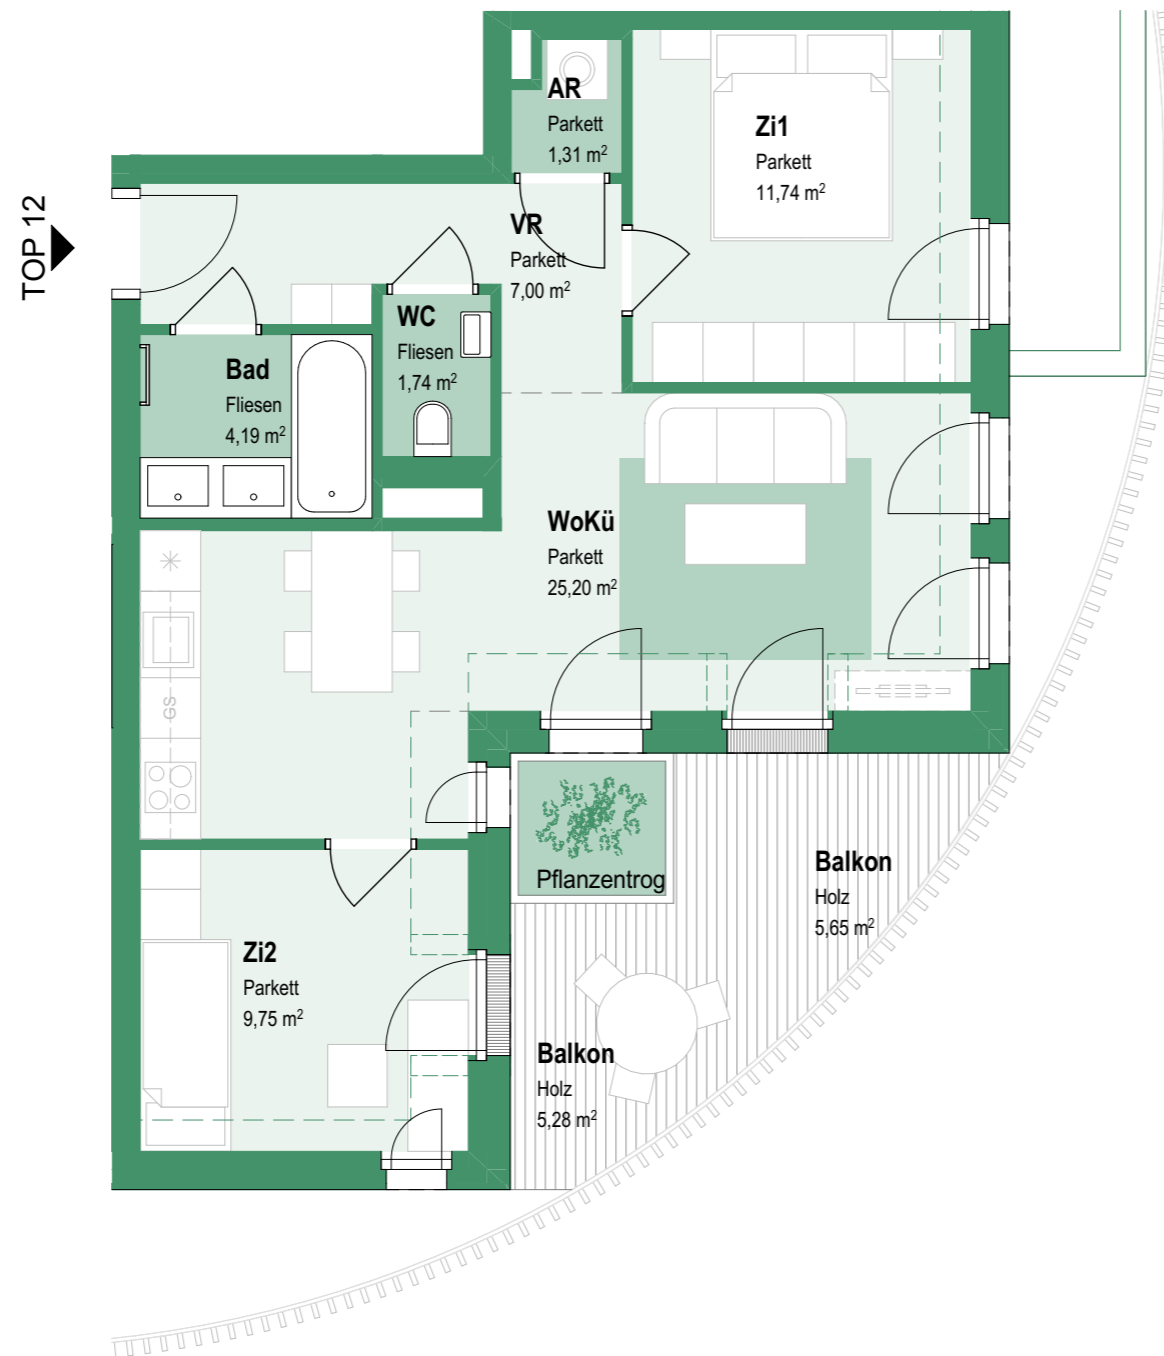 TOP 12
AR
Parkett
1,31 m²
Zi1
Parkett
11,74 m²
VR
Parkett
7,00 m²
WC
Fliesen
1,74 m²
Bad
Fliesen
4,19 m²
WoKü
Parkett
25,20 m²
GS
Pflanzentrog
Balkon
Holz
5,65 m²
Zi2
Parkett
9,75 m²
Balkon
Holz
5,28 m²